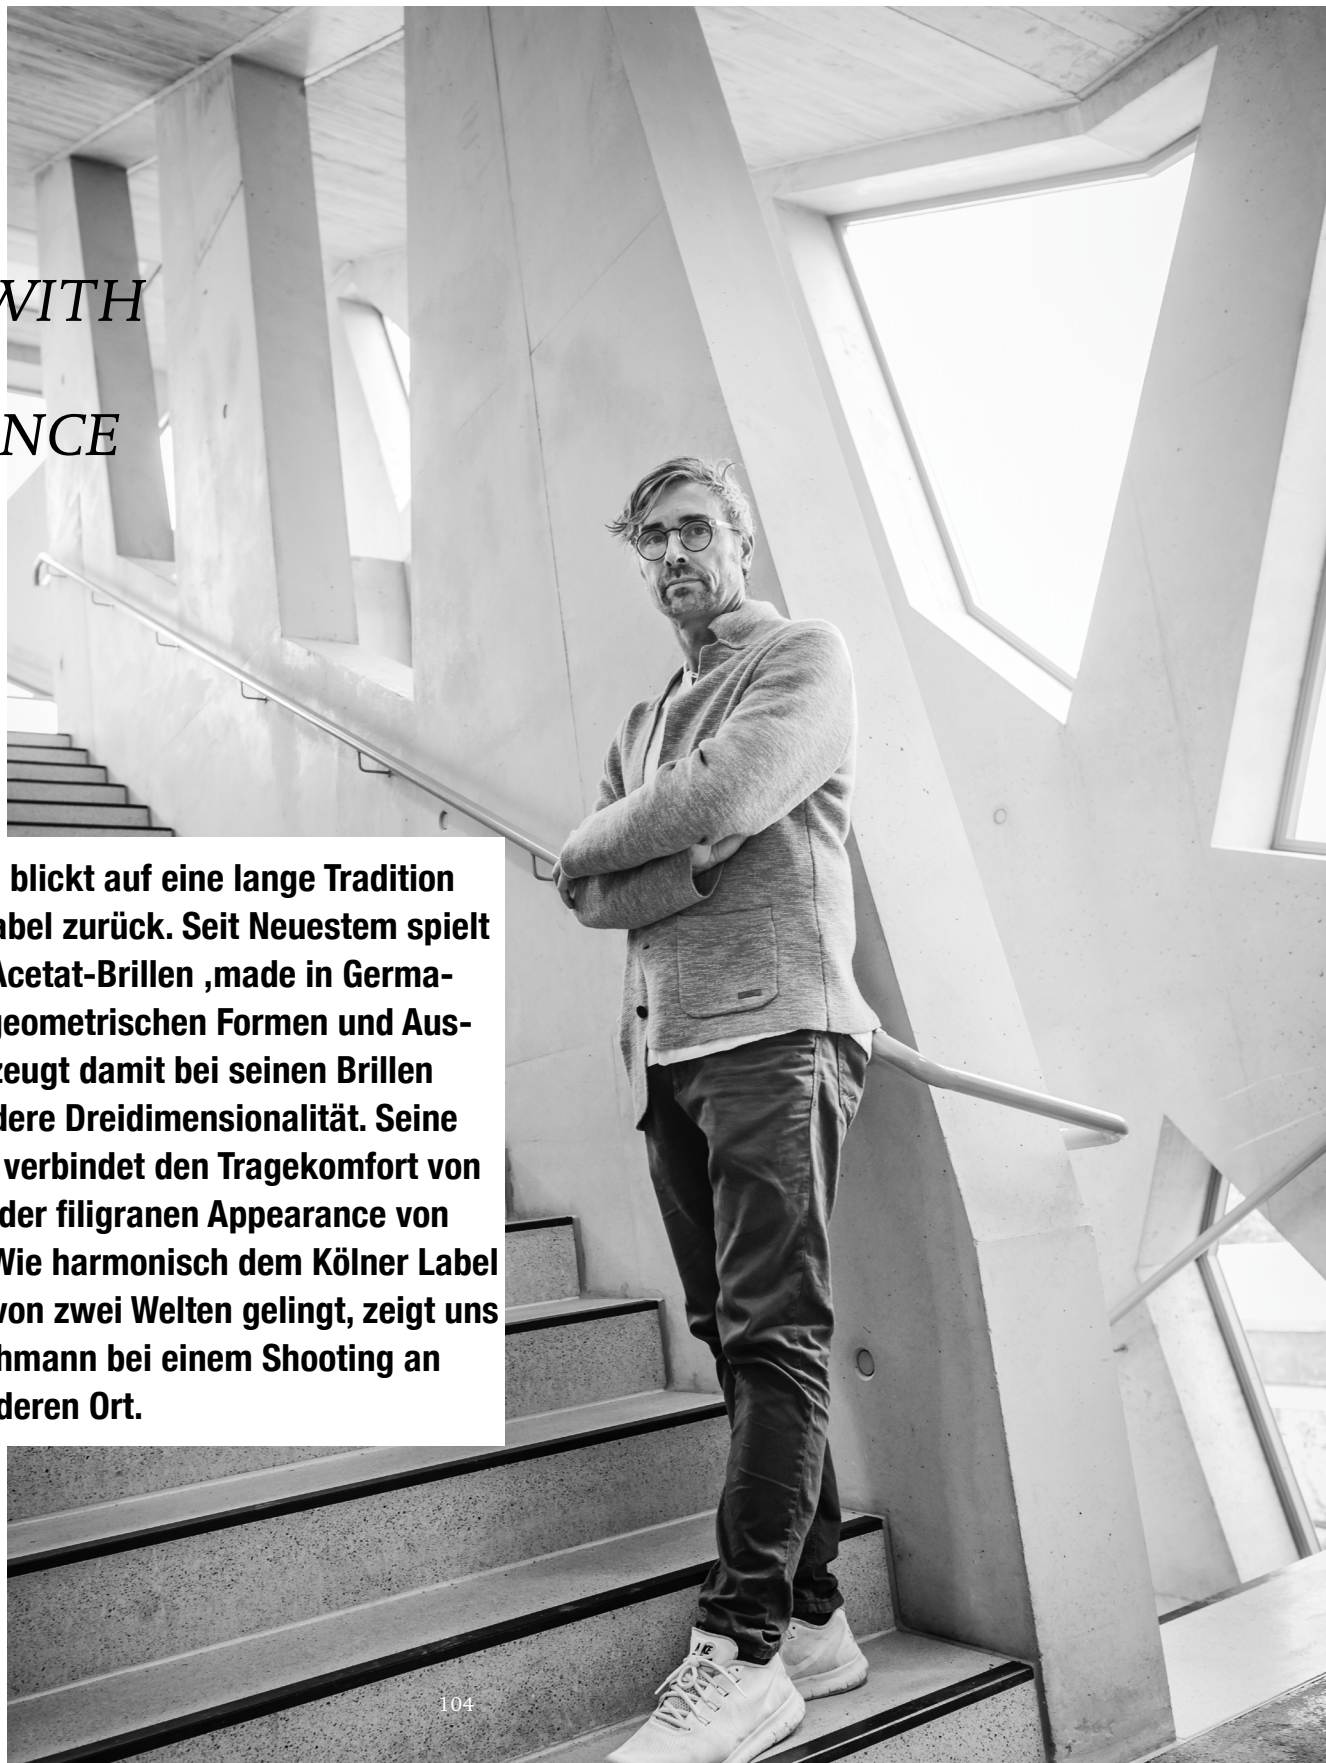 WITH
NCE
blickt auf eine lange Tradition
abel zurück. Seit Neuestem spielt
Acetat-Brillen ‚made in Germa-
geometrischen Formen und Aus-
zeugt damit bei seinen Brillen
dere Dreidimensionalität. Seine
verbindet den Tragekomfort von
der filigranen Appearance von
Wie harmonisch dem Kölner Label
von zwei Welten gelingt, zeigt uns
hmann bei einem Shooting an
deren Ort.
104